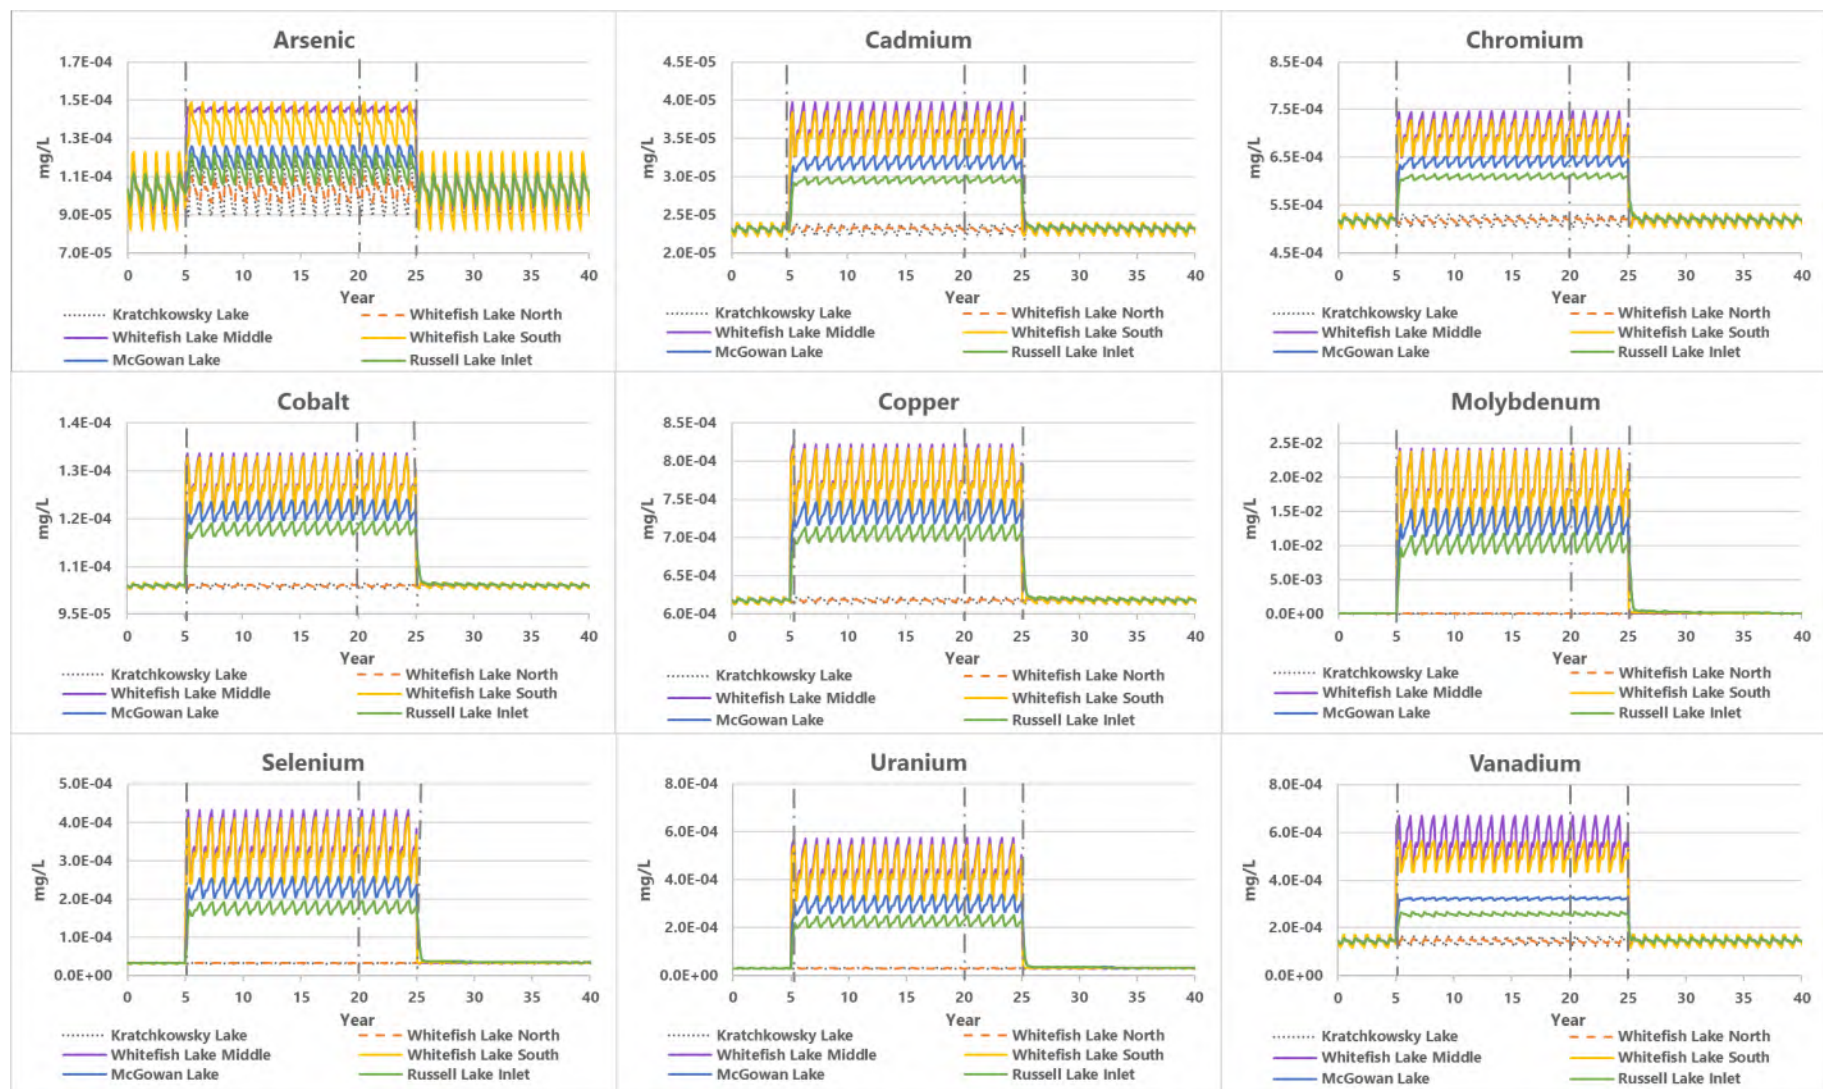 Arsenic
1.7E-04
1.5E-04
1.3E-04
1.1E-04
9.0E-05
7.0E-05
mg/L
0 5 10 15 20 25 30 35 40
Year
Kratchkowsky Lake Whitefish Lake North
Whitefish Lake Middle Whitefish Lake South
McGowan Lake Russell Lake Inlet
Cadmium
4.5E-05
4.0E-05
3.5E-05
3.0E-05
2.5E-05
2.0E-05
mg/L
0 5 10 15 20 25 30 35 40
Year
Kratchkowsky Lake Whitefish Lake North
Whitefish Lake Middle Whitefish Lake South
McGowan Lake Russell Lake Inlet
Chromium
8.5E-04
7.5E-04
6.5E-04
5.5E-04
4.5E-04
mg/L
0 5 10 15 20 25 30 35 40
Year
Kratchkowsky Lake Whitefish Lake North
Whitefish Lake Middle Whitefish Lake South
McGowan Lake Russell Lake Inlet
Cobalt
1.4E-04
1.3E-04
1.2E-04
1.1E-04
9.5E-05
mg/L
0 5 10 15 20 25 30 35 40
Year
Kratchkowsky Lake Whitefish Lake North
Whitefish Lake Middle Whitefish Lake South
McGowan Lake Russell Lake Inlet
Copper
8.5E-04
8.0E-04
7.5E-04
7.0E-04
6.5E-04
6.0E-04
mg/L
0 5 10 15 20 25 30 35 40
Year
Kratchkowsky Lake Whitefish Lake North
Whitefish Lake Middle Whitefish Lake South
McGowan Lake Russell Lake Inlet
Molybdenum
2.5E-02
2.0E-02
1.5E-02
1.0E-02
5.0E-03
0.0E+00
mg/L
0 5 10 15 20 25 30 35 40
Year
Kratchkowsky Lake Whitefish Lake North
Whitefish Lake Middle Whitefish Lake South
McGowan Lake Russell Lake Inlet
Selenium
5.0E-04
4.0E-04
3.0E-04
2.0E-04
1.0E-04
0.0E+00
mg/L
0 5 10 15 20 25 30 35 40
Year
Kratchkowsky Lake Whitefish Lake North
Whitefish Lake Middle Whitefish Lake South
McGowan Lake Russell Lake Inlet
Uranium
8.0E-04
6.0E-04
4.0E-04
2.0E-04
0.0E+00
mg/L
0 5 10 15 20 25 30 35 40
Year
Kratchkowsky Lake Whitefish Lake North
Whitefish Lake Middle Whitefish Lake South
McGowan Lake Russell Lake Inlet
Vanadium
8.0E-04
6.0E-04
4.0E-04
2.0E-04
0.0E+00
mg/L
0 5 10 15 20 25 30 35 40
Year
Kratchkowsky Lake Whitefish Lake North
Whitefish Lake Middle Whitefish Lake South
McGowan Lake Russell Lake Inlet